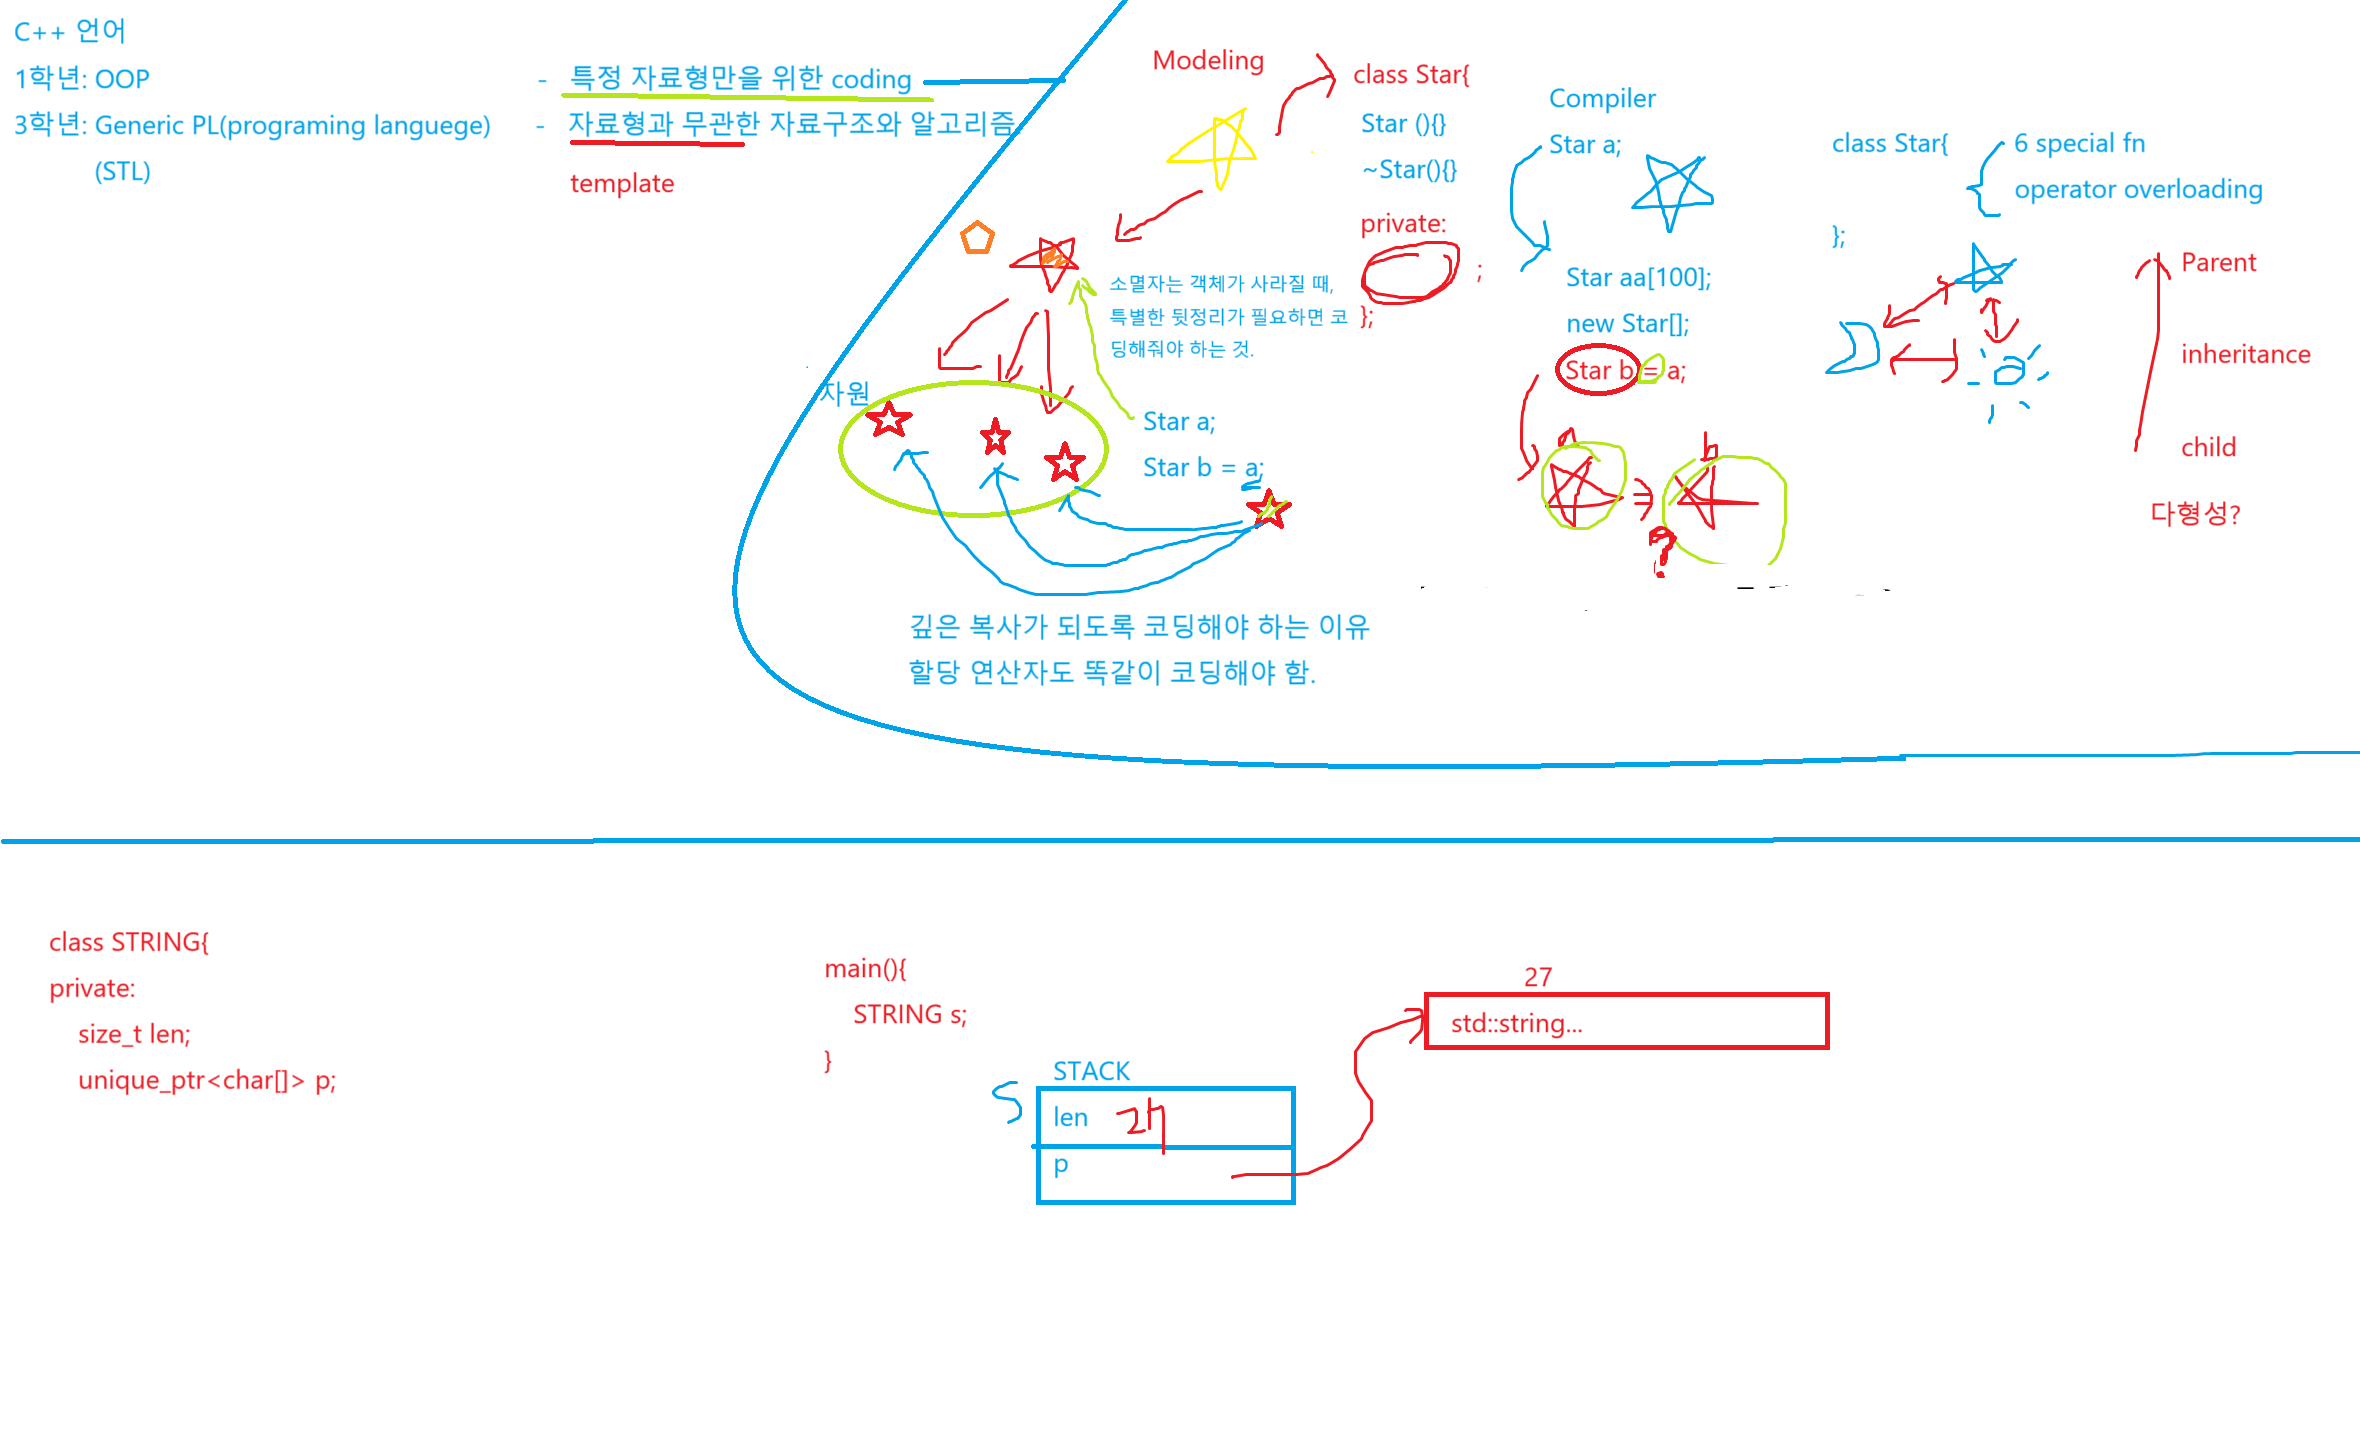 C++ 언어
1학년: OOP
- 특정 자료형만을 위한 coding
3학년: Generic PL(programing languege)
- 자료형과 무관한 자료구조와 알고리즘
(STL)
template
Modeling
class Star{
Star (){}
~Star(){}
private:
;
};
소멸자는 객체가 사라질 때,
특별한 뒷정리가 필요하면 코
딩해줘야 하는 것.
자원
Star a;
Star b = a;
깊은 복사가 되도록 코딩해야 하는 이유
할당 연산자도 똑같이 코딩해야 함.
Compiler
Star a;
Star aa[100];
new Star[];
Star b = a;
a
b
?
class Star{
6 special fn
operator overloading
};
Parent
inheritance
child
다형성?
class STRING{
private:
size_t len;
unique_ptr<char[]> p;
main(){
STRING s;
}
STACK
S
len 27
p
27
std::string...